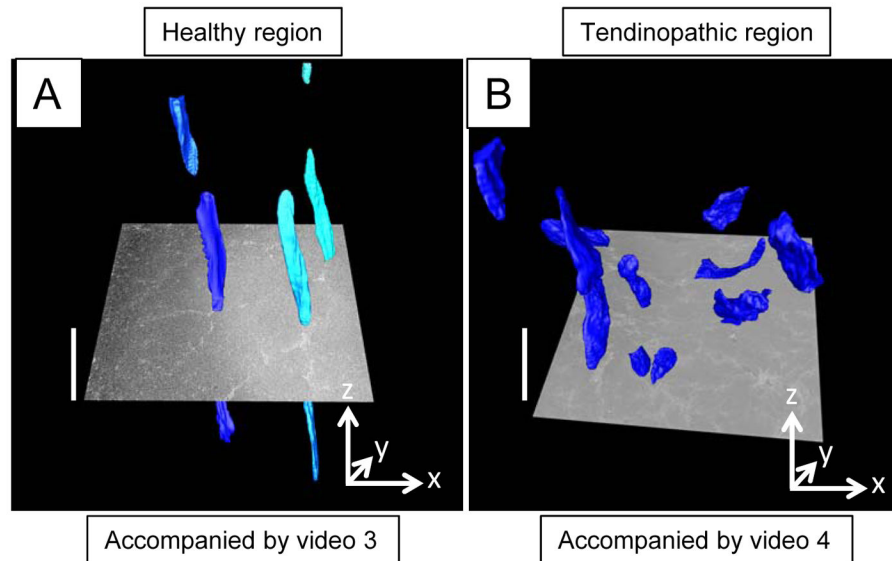 Healthy region
Tendinopathic region
A
B
z
y
x
z
y
x
Accompanied by video 3
Accompanied by video 4